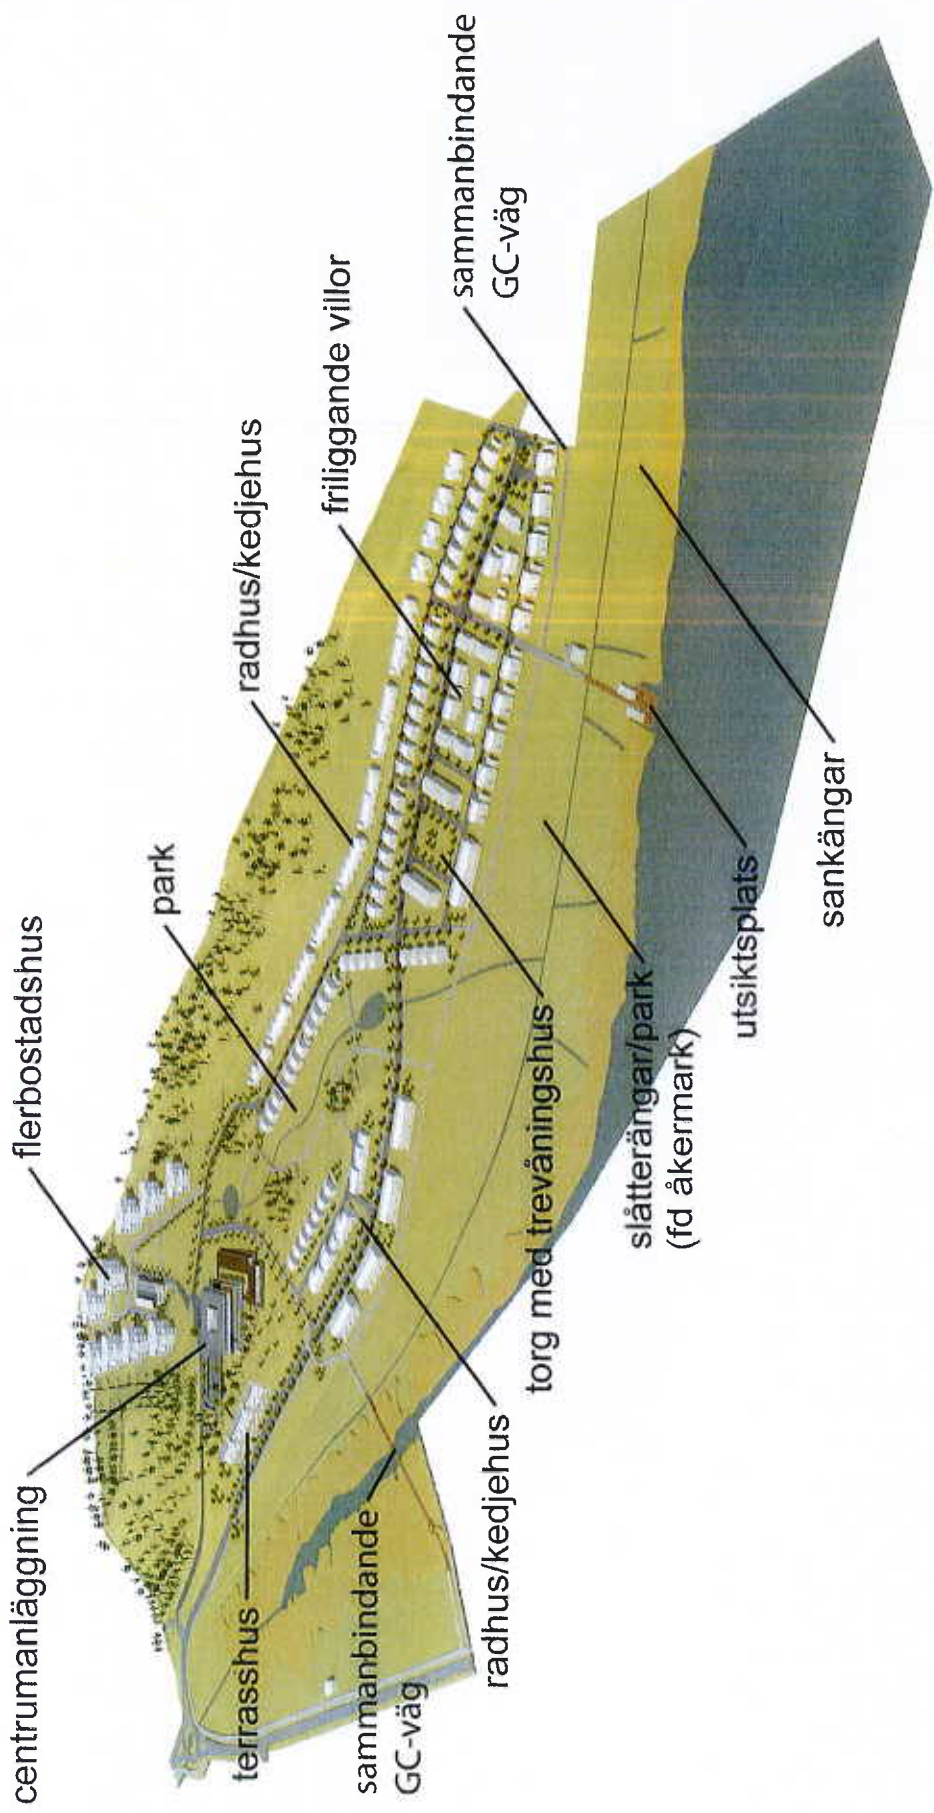 centrumanläggning
flerbostadshus
park
radhus/kedjehus
friliggande villor
sammanbindande
GC-väg
terrasshus
sammanbindande
GC-väg
radhus/kedjehus
torg med trevåningshus
slåtterängar/park
(fd åkermark)
utsiktsplats
sankängar